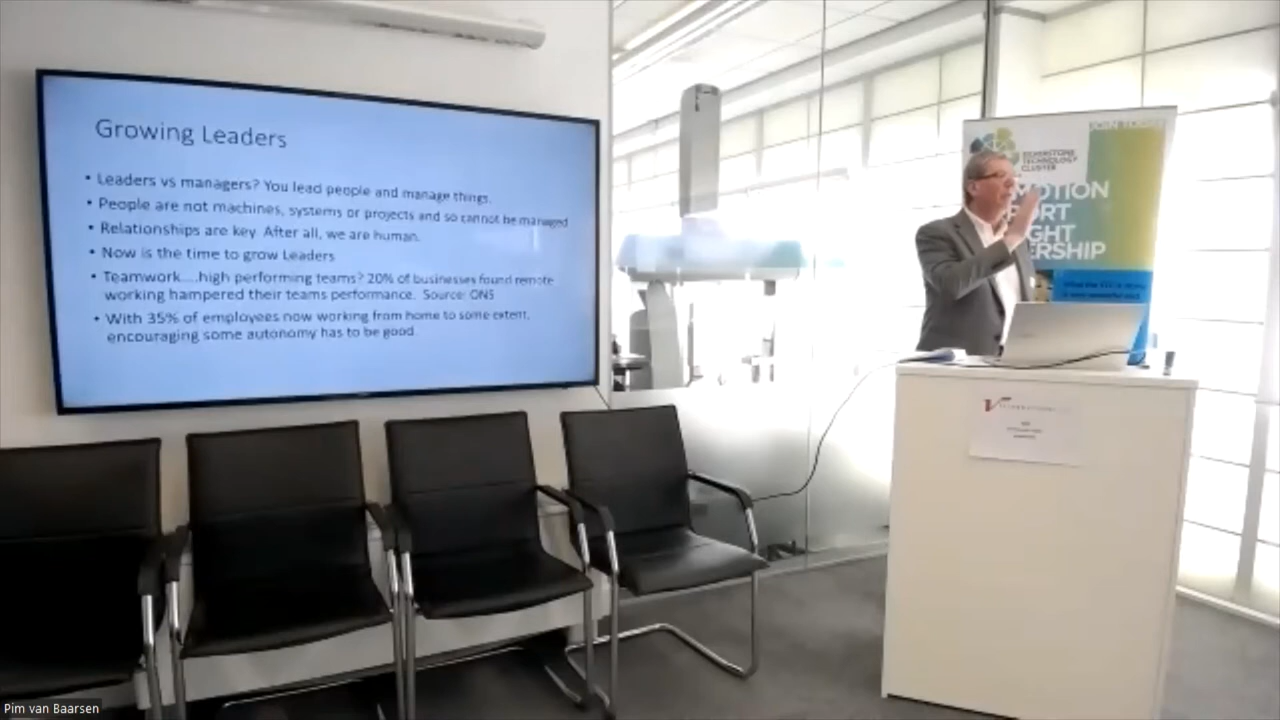 Growing Leaders
• Leaders vs managers? You lead people and manage things.
• People are not machines, systems or projects and so cannot be managed
• Relationships are key. After all, we are human.
• Now is the time to grow Leaders
• Teamwork....high performing teams? 20% of businesses found remote
working hampered their teams performance. Source: ONS
• With 35% of employees now working from home to some extent,
encouraging some autonomy has to be good.
JOIN TODAY
SILVERSTONE
TECHNOLOGY
CLUSTER
MOTION
PORT
GHT
ERSHIP
Pim van Baarsen